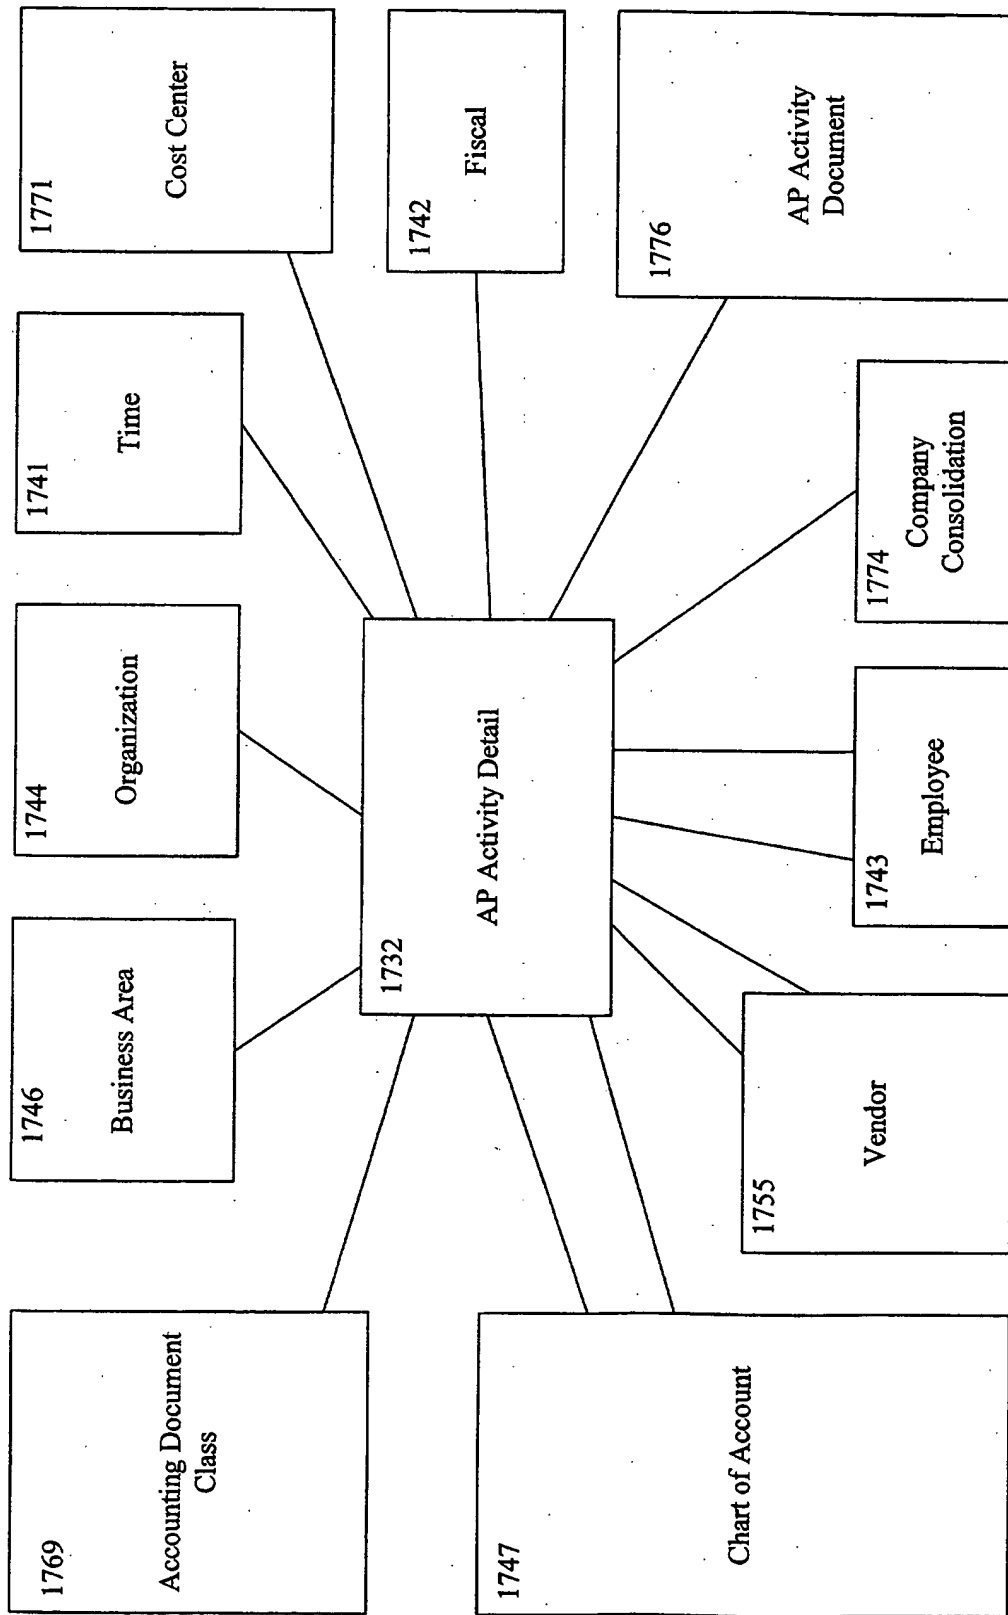 1769
Accounting Document
Class
1746
Business Area
1744
Organization
1741
Time
1771
Cost Center
1732
AP Activity Detail
1742
Fiscal
1747
Chart of Account
1755
Vendor
1743
Employee
1774
Company
Consolidation
1776
AP Activity
Document